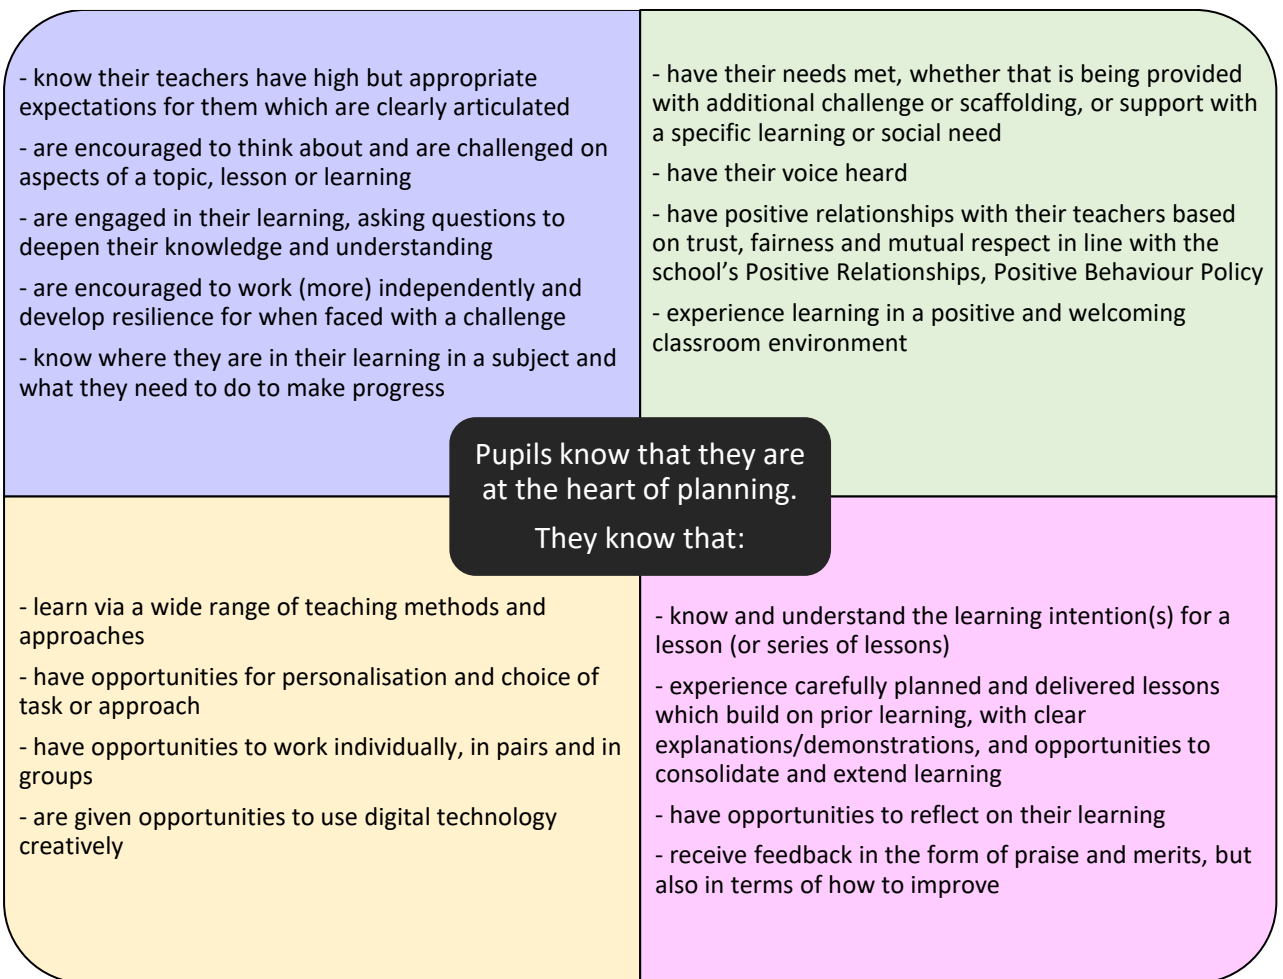 - know their teachers have high but appropriate
expectations for them which are clearly articulated
- are encouraged to think about and are challenged on
aspects of a topic, lesson or learning
- are engaged in their learning, asking questions to
deepen their knowledge and understanding
- are encouraged to work (more) independently and
develop resilience for when faced with a challenge
- know where they are in their learning in a subject and
what they need to do to make progress
- have their needs met, whether that is being provided
with additional challenge or scaffolding, or support with
a specific learning or social need
- have their voice heard
- have positive relationships with their teachers based
on trust, fairness and mutual respect in line with the
school’s Positive Relationships, Positive Behaviour Policy
- experience learning in a positive and welcoming
classroom environment
Pupils know that they are
at the heart of planning.
They know that:
- learn via a wide range of teaching methods and
approaches
- have opportunities for personalisation and choice of
task or approach
- have opportunities to work individually, in pairs and in
groups
- are given opportunities to use digital technology
creatively
- know and understand the learning intention(s) for a
lesson (or series of lessons)
- experience carefully planned and delivered lessons
which build on prior learning, with clear
explanations/demonstrations, and opportunities to
consolidate and extend learning
- have opportunities to reflect on their learning
- receive feedback in the form of praise and merits, but
also in terms of how to improve